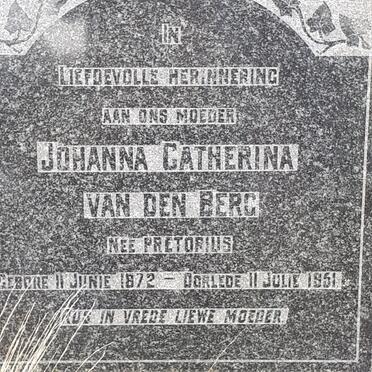 IN
LIEFDEVOLLE HERINNERING
AAN ONS MOEDER
JOHANNA CATHERINA
VAN DEN BERG
NEE PRETORIUS
GEBORE 11 JUNIE 1872 – OORLEDE 11 JULIE 1951
RUS IN VREDE LIEWE MOEDER